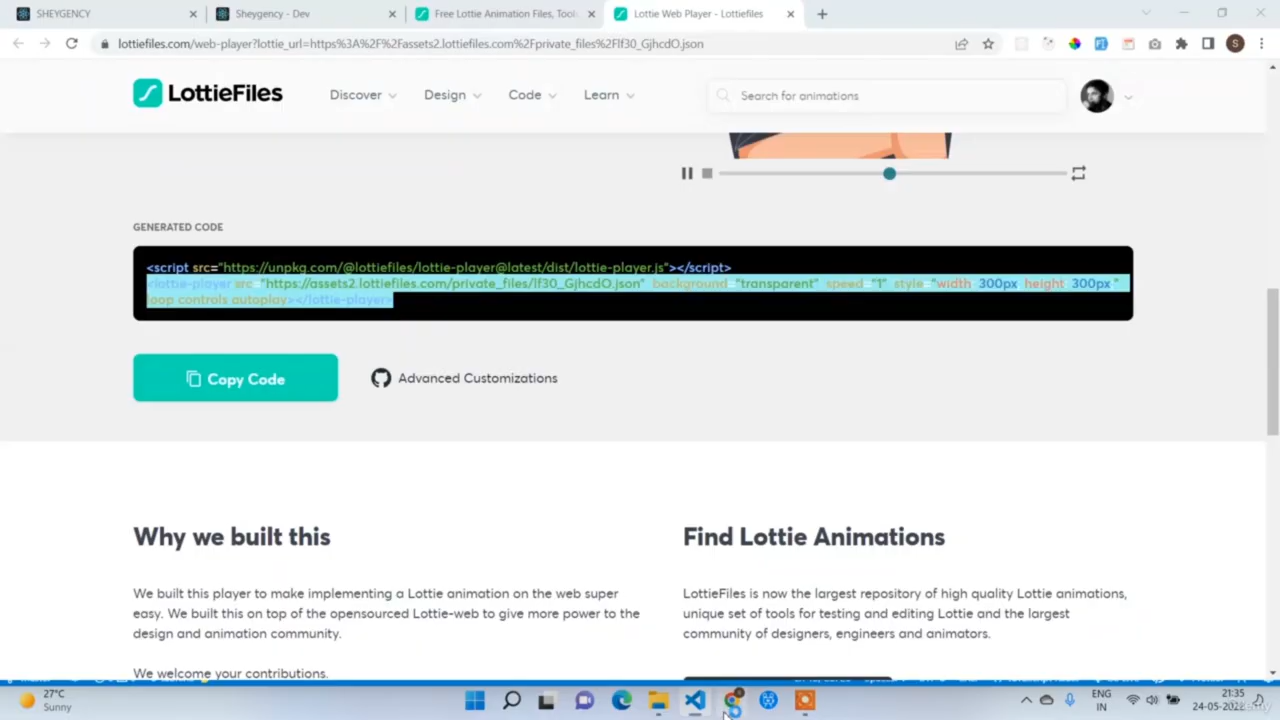 SHEYGENCY
Sheygency - Dev
Free Lottie Animation Files, Tool
Lottie Web Player - Lottiefiles
lottiefiles.com/web-player?lottie_url=https%3A%2F%2Fassets2.lottiefiles.com%2Fprivate_files%2Flf30_GjhcdO.json
S
LottieFiles
Discover
Design
Code
Learn
Search for animations
GENERATED CODE
<script src="https://unpkg.com/@lottiefiles/lottie-player@latest/dist/lottie-player.js"></script>
<lottie-player src="https://assets2.lottiefiles.com/private_files/lf30_GjhcdO.json" background="transparent" speed="1" style="width 300px height 300px"
loop controls autoplay></lottie-player>
Copy Code
Advanced Customizations
Why we built this
Find Lottie Animations
We built this player to make implementing a Lottie animation on the web super
easy. We built this on top of the opensourced Lottie-web to give more power to the
design and animation community.
LottieFiles is now the largest repository of high quality Lottie animations,
unique set of tools for testing and editing Lottie and the largest
community of designers, engineers and animators.
We welcome your contributions.
27°C
Sunny
ENG
IN
21:35
24-05-2022